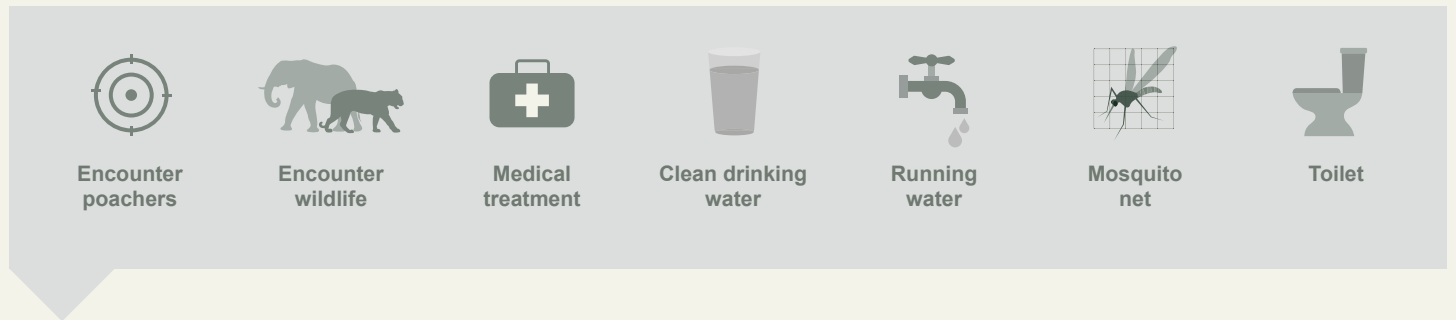 Encounter
poachers
Encounter
wildlife
Medical
treatment
Clean drinking
water
Running
water
Mosquito
net
Toilet